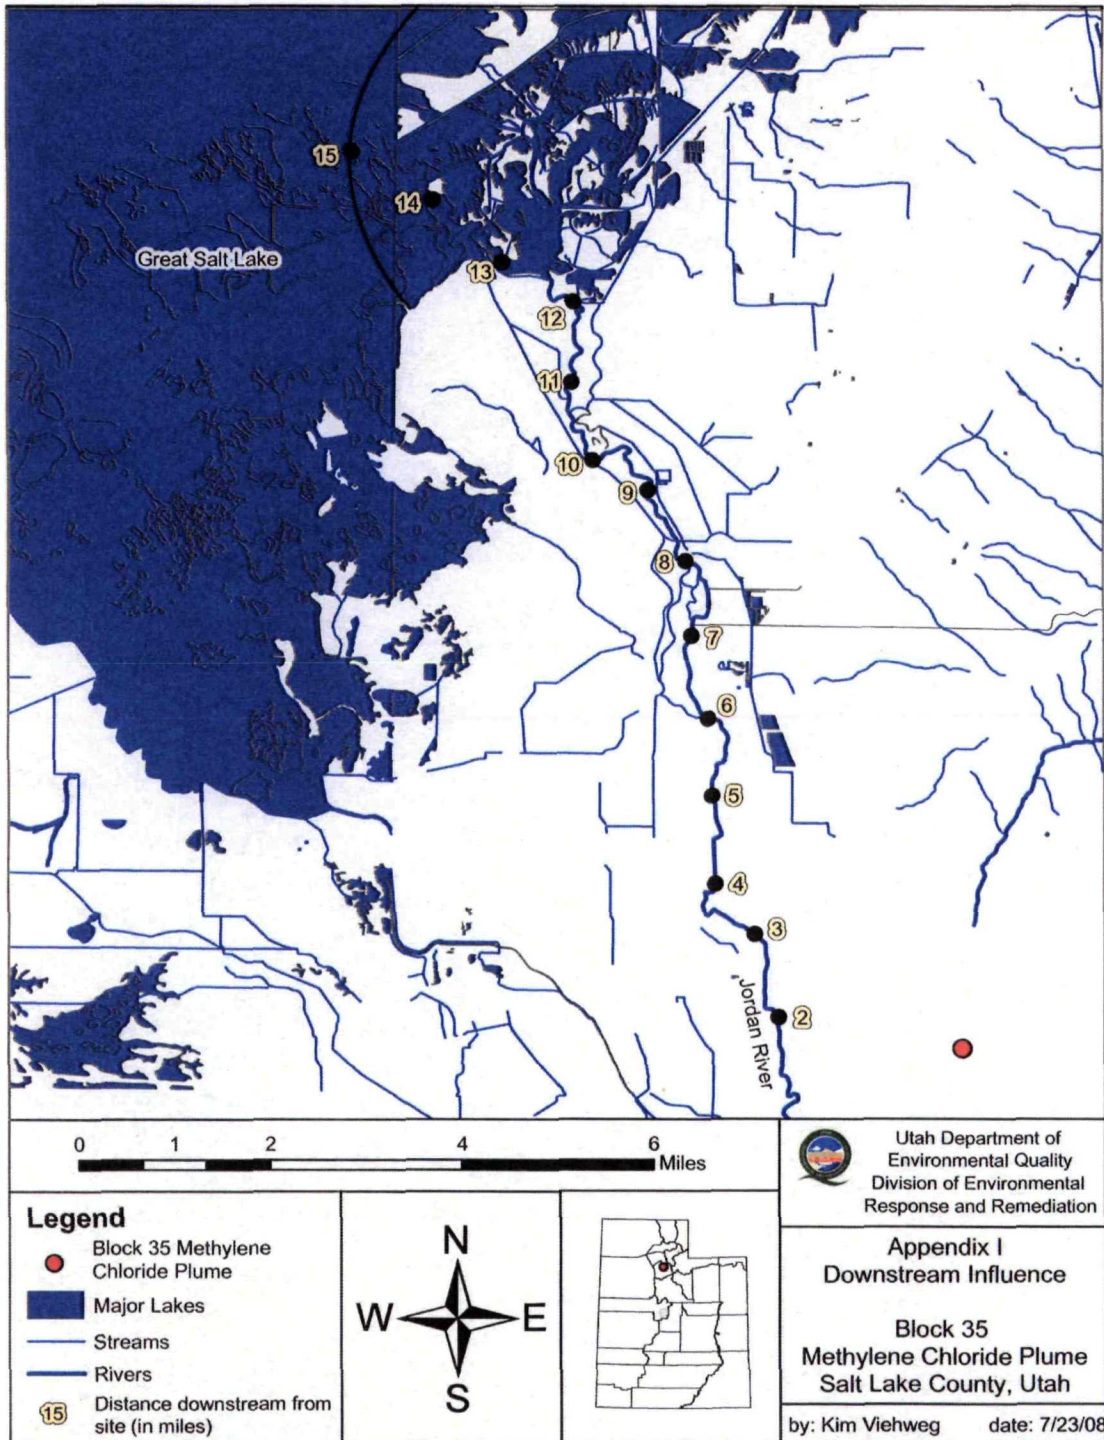 15
14
Great Salt Lake
13
12
11
10
9
8
7
6
5
4
3
2
Jordan River
0 1 2 4 6
Miles
Utah Department of
Environmental Quality
Division of Environmental
Response and Remediation
Legend
Block 35 Methylene
Chloride Plume
Major Lakes
Streams
Rivers
15 Distance downstream from
site (in miles)
N
W E
S
Appendix I
Downstream Influence
Block 35
Methylene Chloride Plume
Salt Lake County, Utah
by: Kim Viehweg date: 7/23/08